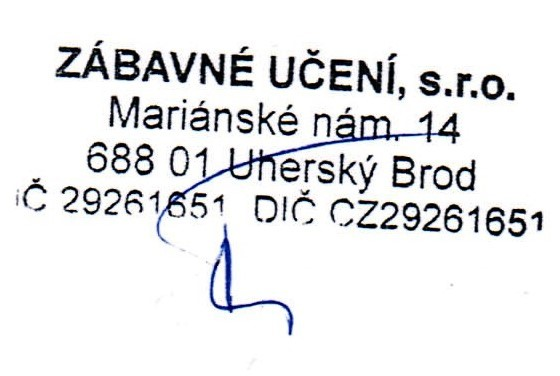 ZÁBAVNÉ UČENÍ, s.r.o.
Mariánské nám. 14
688 01 Uherský Brod
IČ 29261651 DIČ CZ29261651